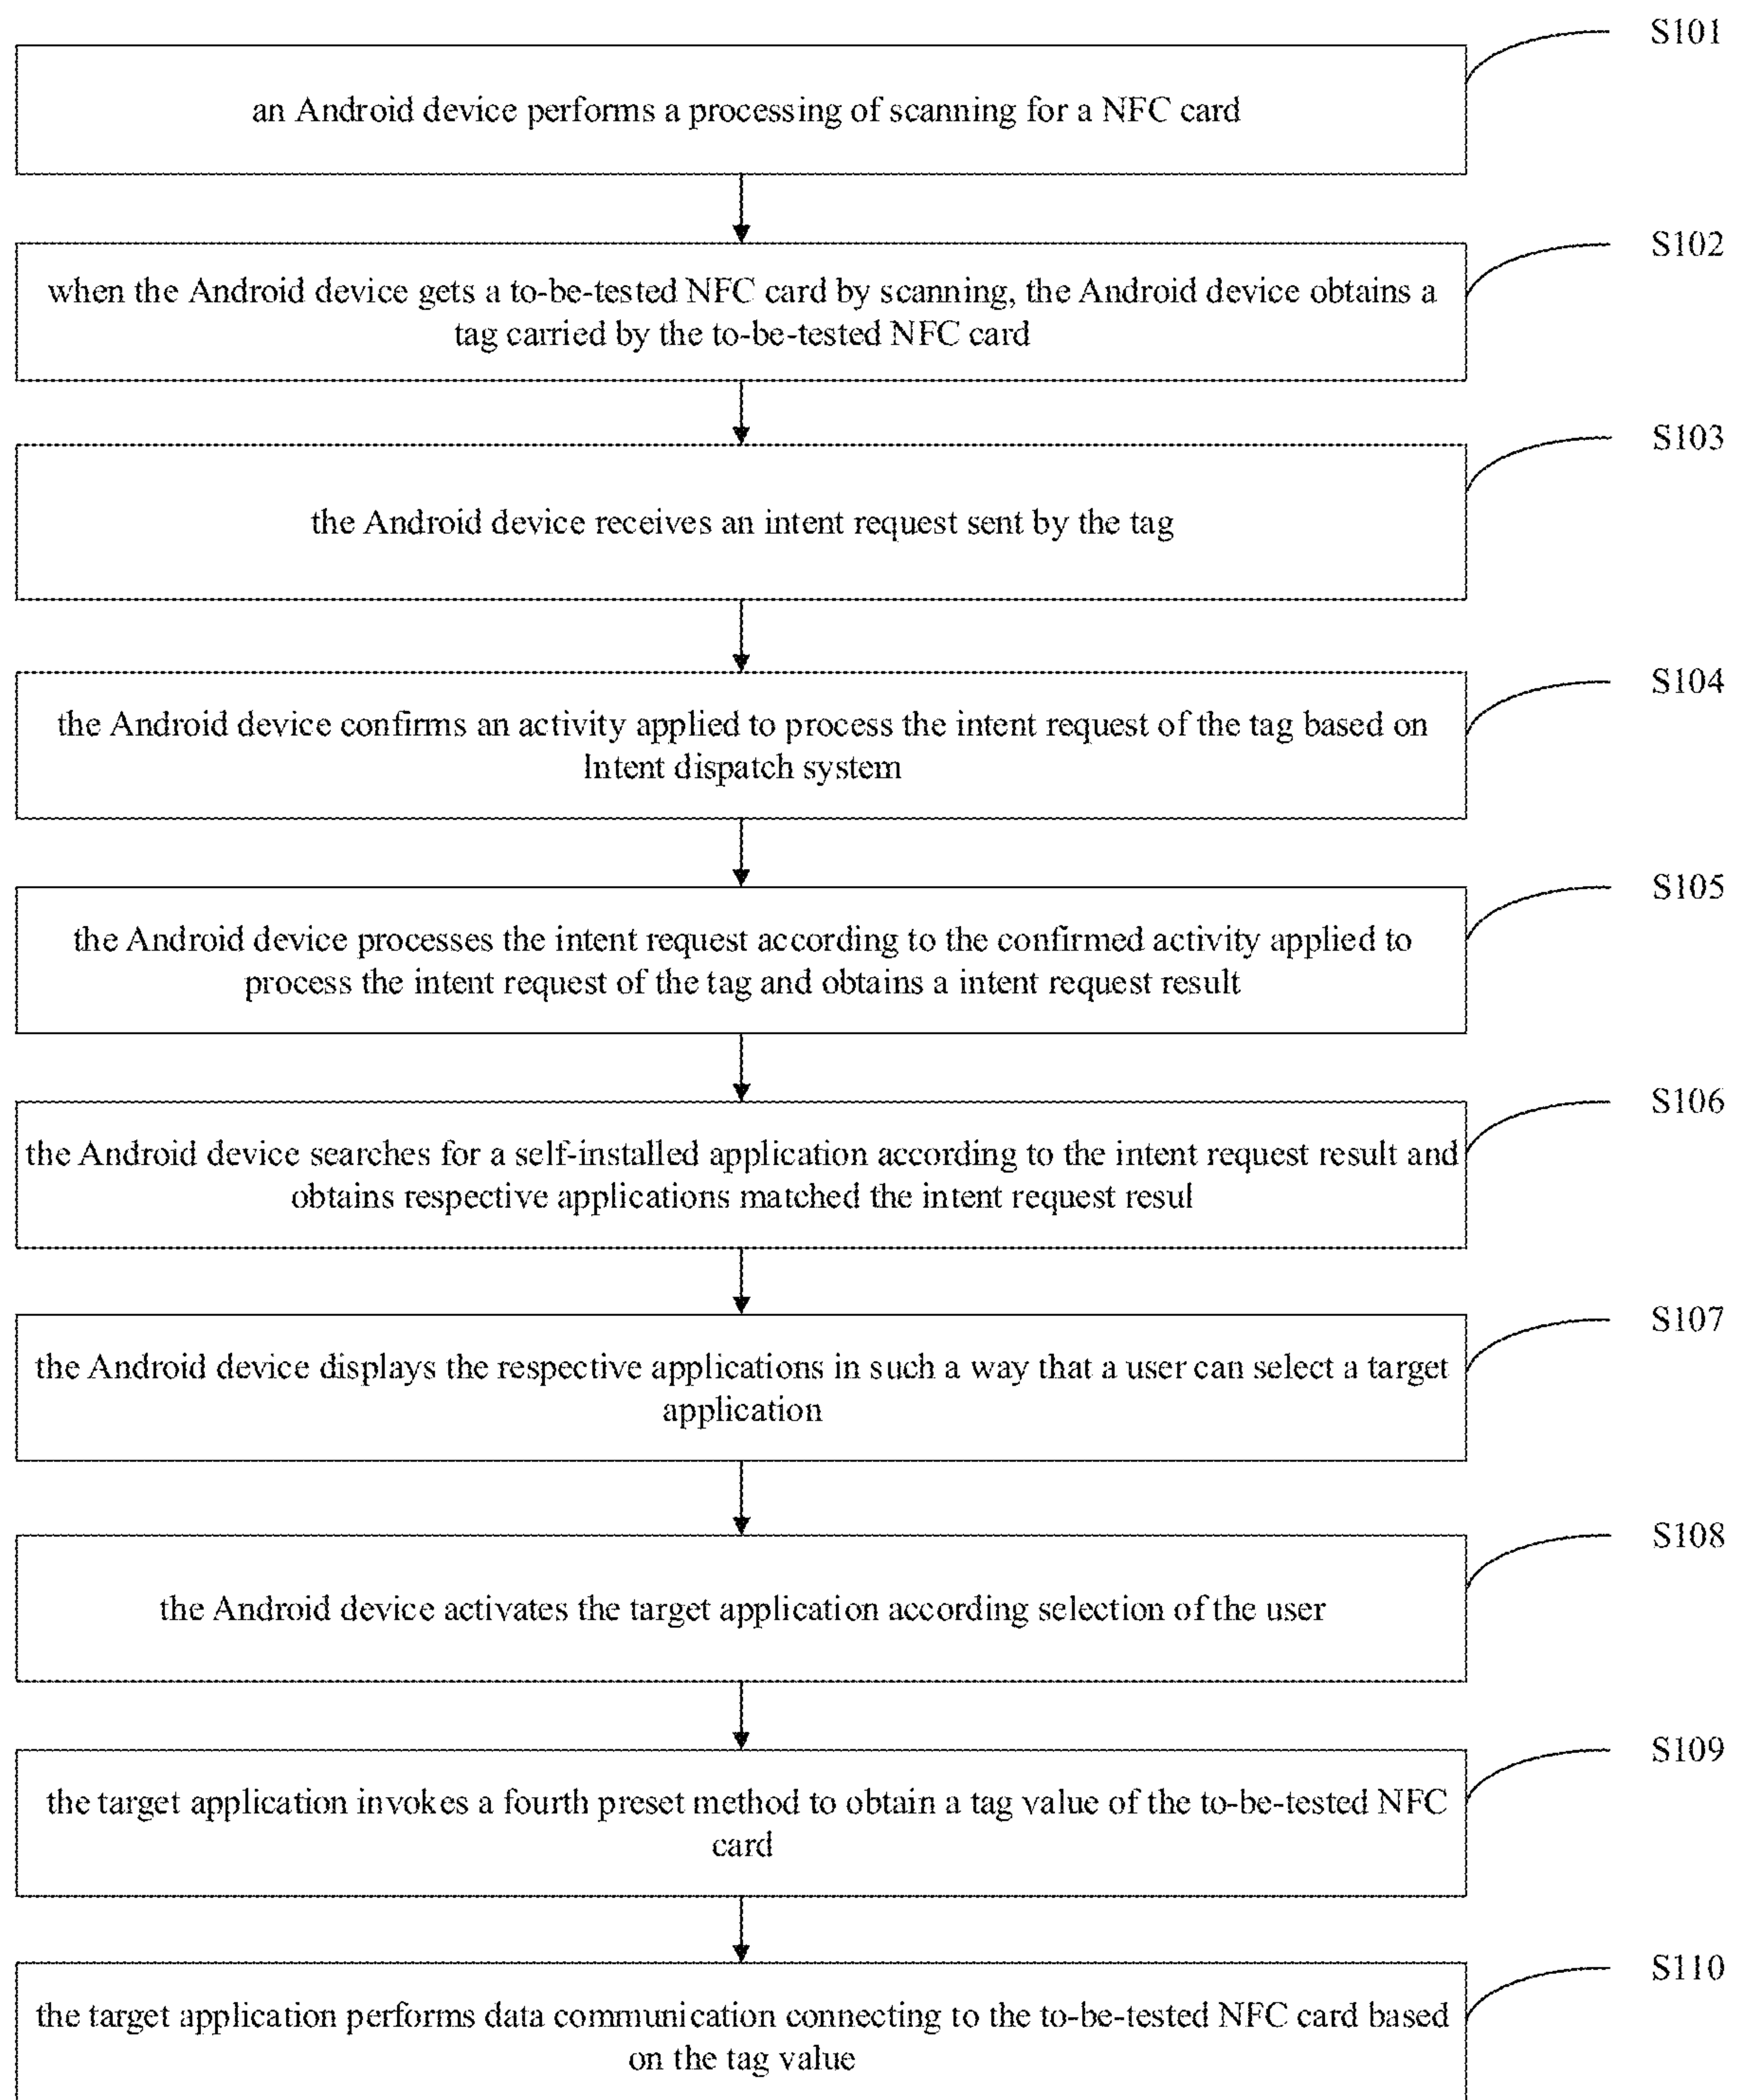 S101
an Android device performs a processing of scanning for a NFC card
S102
when the Android device gets a to-be-tested NFC card by scanning, the Android device obtains a
tag carried by the to-be-tested NFC card
S103
the Android device receives an intent request sent by the tag
S104
the Android device confirms an activity applied to process the intent request of the tag based on
Intent dispatch system
S105
the Android device processes the intent request according to the confirmed activity applied to
process the intent request of the tag and obtains a intent request result
S106
the Android device searches for a self-installed application according to the intent request result and
obtains respective applications matched the intent request resul
S107
the Android device displays the respective applications in such a way that a user can select a target
application
S108
the Android device activates the target application according selection of the user
S109
the target application invokes a fourth preset method to obtain a tag value of the to-be-tested NFC
card
S110
the target application performs data communication connecting to the to-be-tested NFC card based
on the tag value